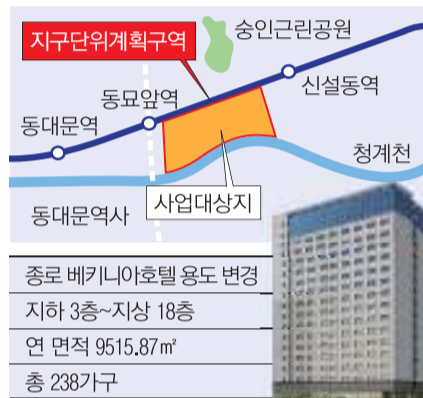 숭인근린공원
지구단위계획구역
신설동역
동묘앞역
동대문역
청계천
사업대상지
동대문역사
종로 베키니아호텔 용도 변경
지하 3층~지상 18층
연 면적 9515.87㎡
총 238가구